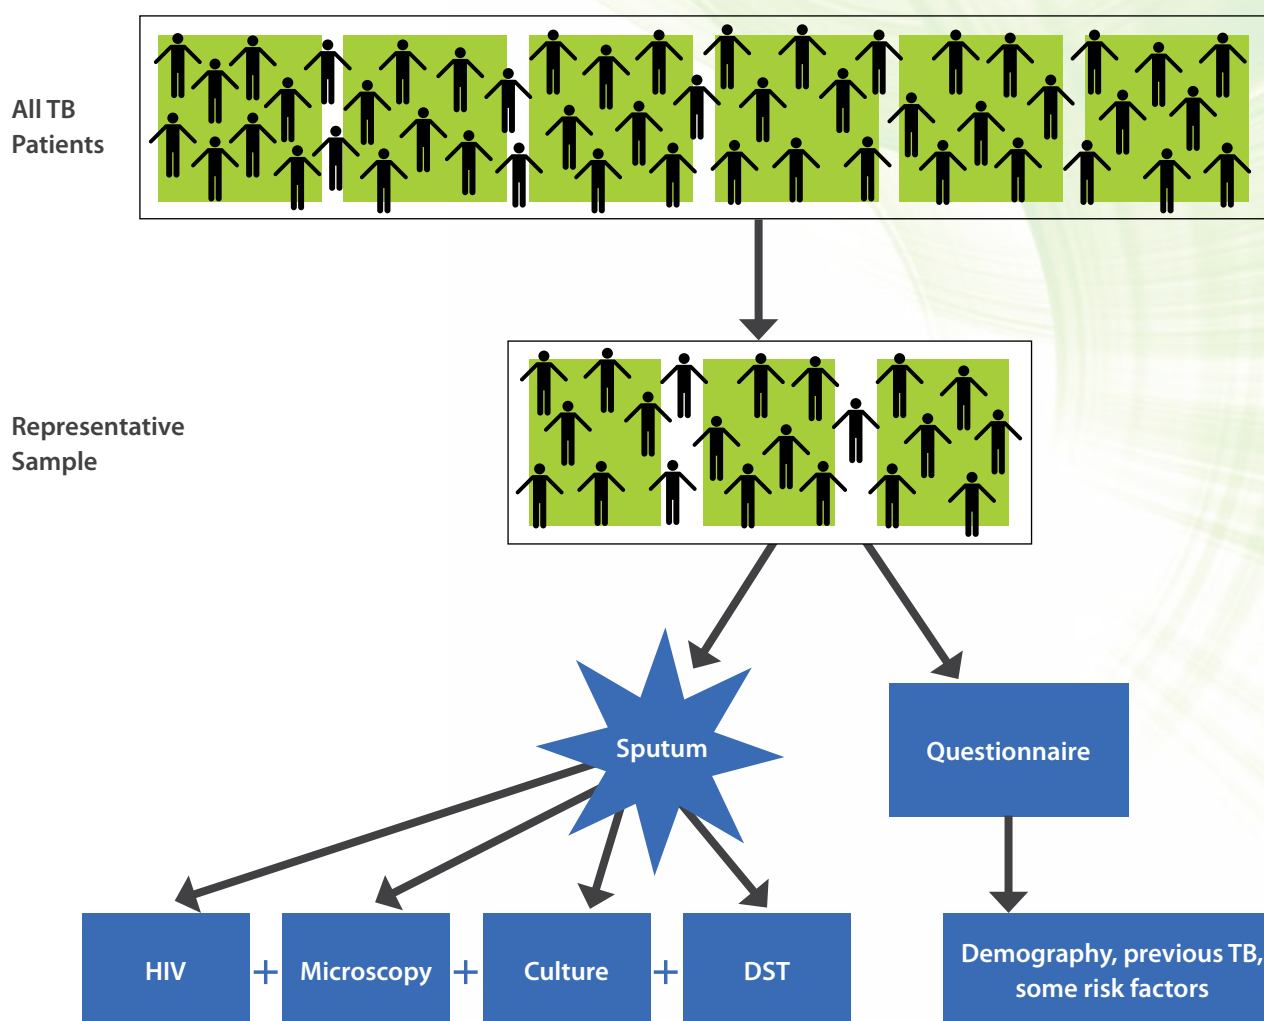 All TB
Patients
Representative
Sample
Sputum
Questionnaire
HIV + Microscopy + Culture + DST
Demography, previous TB,
some risk factors